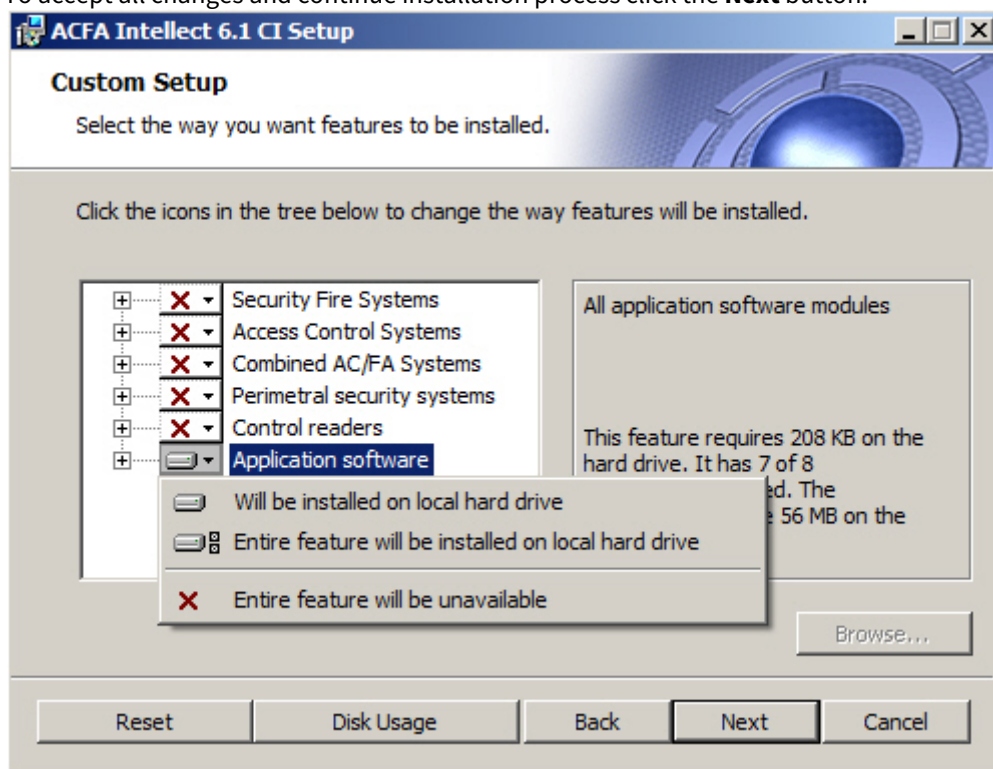 To accept all changes and continue installation process click the Next button.
ACFA Intellect 6.1 CI Setup
Custom Setup
Select the way you want features to be installed.
Click the icons in the tree below to change the way features will be installed.
Security Fire Systems
Access Control Systems
Combined AC/FA Systems
Perimetral security systems
Control readers
Application software
Will be installed on local hard drive
Entire feature will be installed on local hard drive
Entire feature will be unavailable
All application software modules
This feature requires 208 KB on the
hard drive. It has 7 of 8
ed. The
56 MB on the
Browse...
Reset
Disk Usage
Back
Next
Cancel